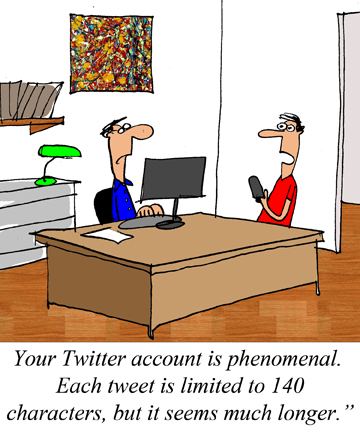 Your Twitter account is phenomenal.
Each tweet is limited to 140
characters, but it seems much longer.”